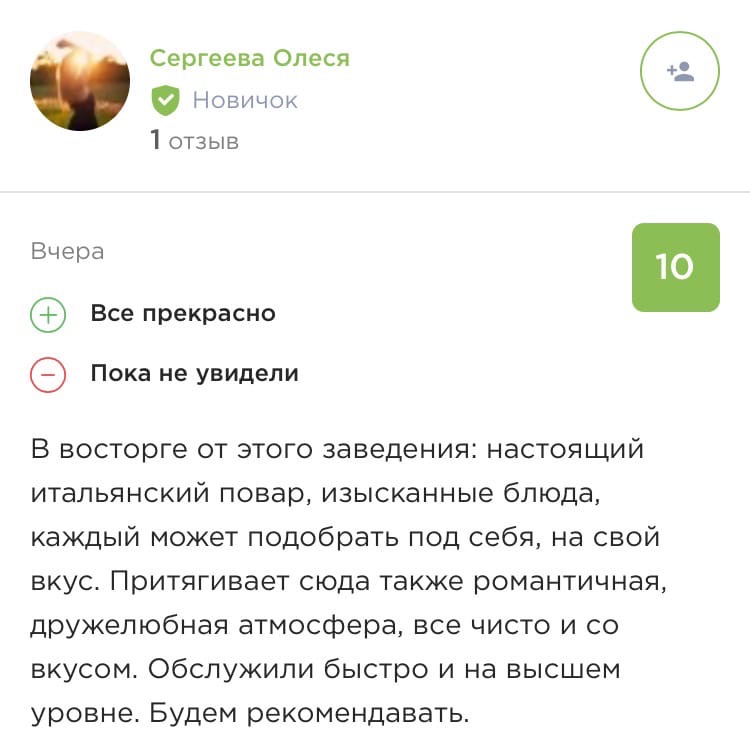 Сергеева Олеся
Новичок
1 отзыв
Вчера
10
Все прекрасно
Пока не увидели
В восторге от этого заведения: настоящий
итальянский повар, изысканные блюда,
каждый может подобрать под себя, на свой
вкус. Притягивает сюда также романтичная,
дружелюбная атмосфера, все чисто и со
вкусом. Обслужили быстро и на высшем
уровне. Будем рекомендавать.